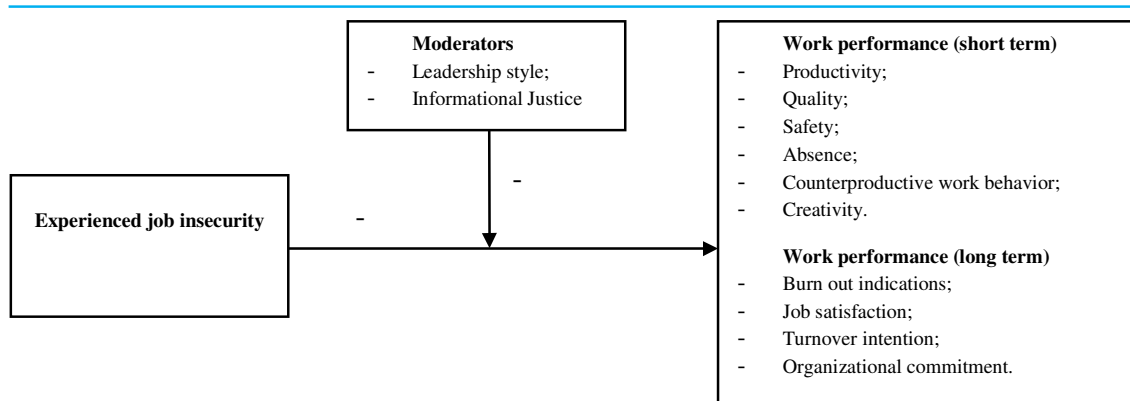 Moderators
- Leadership style;
- Informational Justice
-
Experienced job insecurity
-
Work performance (short term)
- Productivity;
- Quality;
- Safety;
- Absence;
- Counterproductive work behavior;
- Creativity.
Work performance (long term)
- Burn out indications;
- Job satisfaction;
- Turnover intention;
- Organizational commitment.